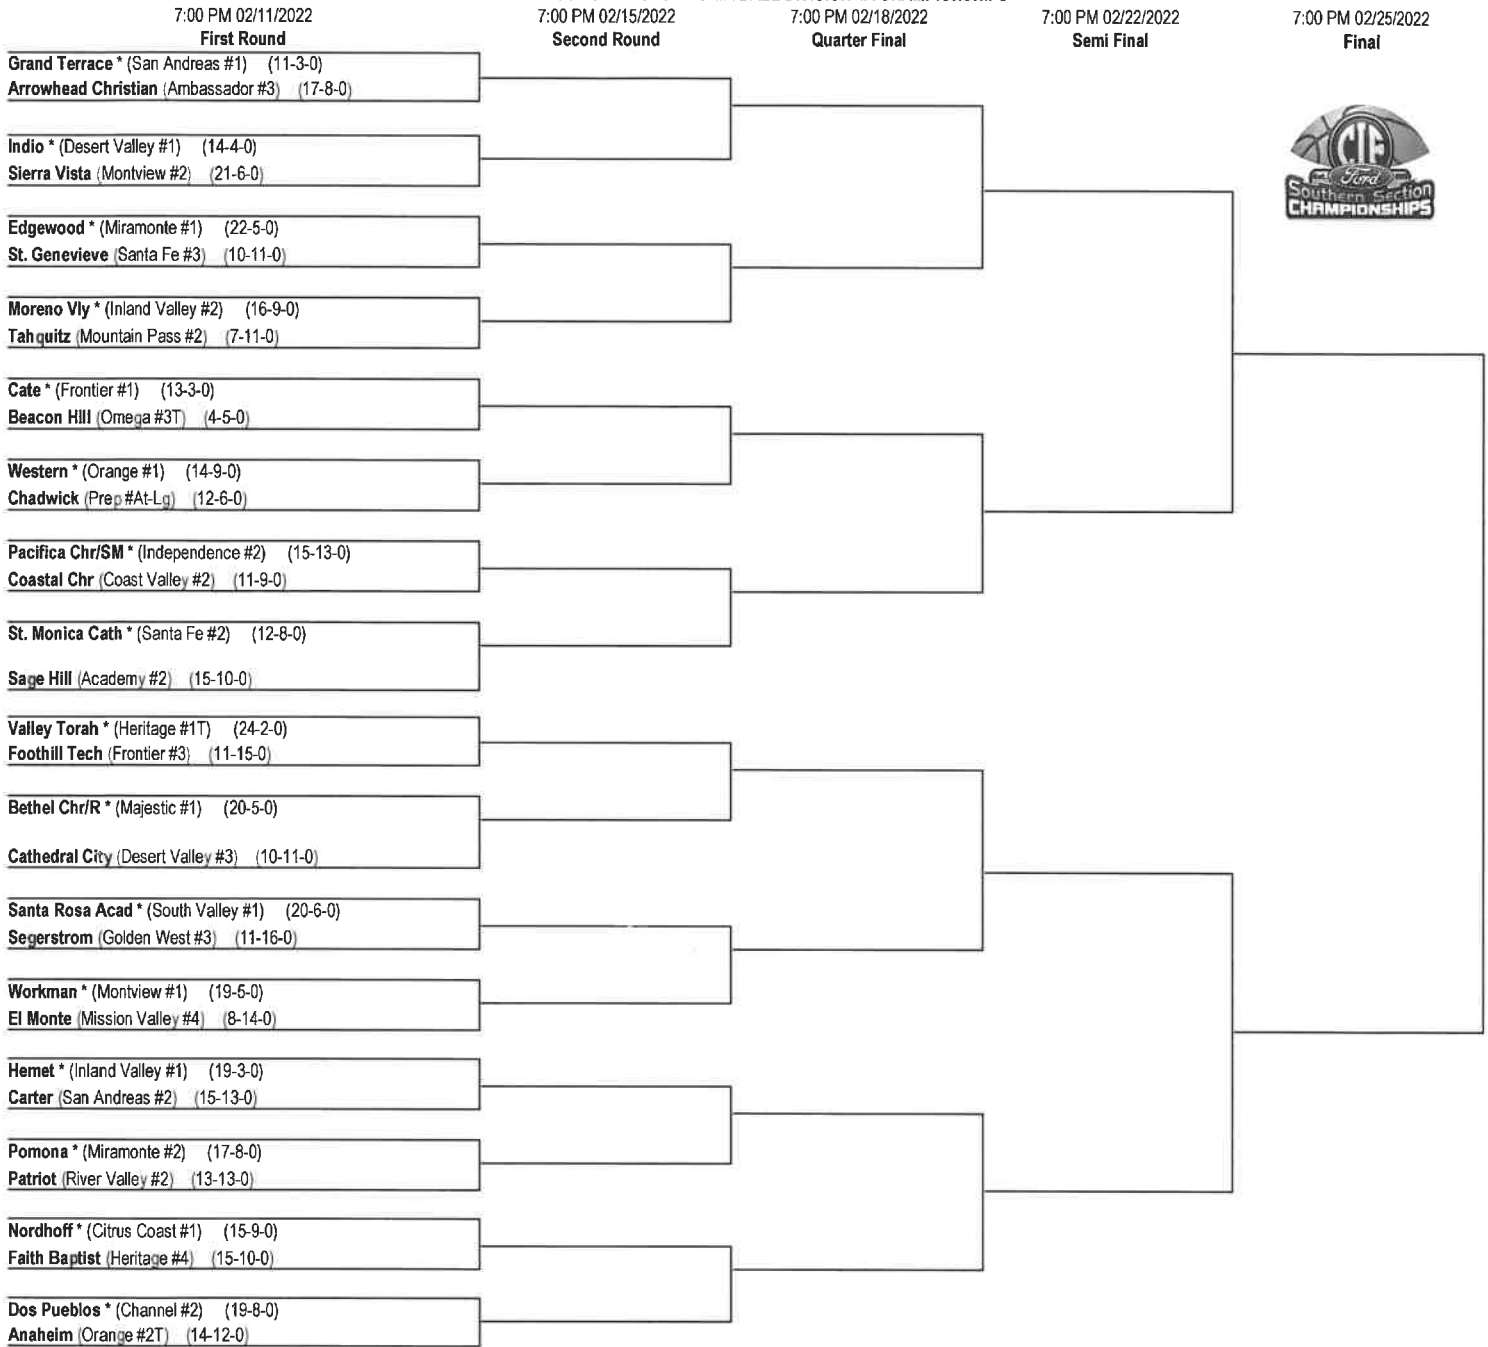 7:00 PM 02/11/2022
First Round
7:00 PM 02/15/2022
Second Round
7:00 PM 02/18/2022
Quarter Final
7:00 PM 02/22/2022
Semi Final
7:00 PM 02/25/2022
Final
CIF
Ford
Southern Section
CHAMPIONSHIPS
Grand Terrace * (San Andreas #1) (11-3-0)
Arrowhead Christian (Ambassador #3) (17-8-0)
Indio * (Desert Valley #1) (14-4-0)
Sierra Vista (Montview #2) (21-6-0)
Edgewood * (Miramonte #1) (22-5-0)
St. Genevieve (Santa Fe #3) (10-11-0)
Moreno Vly * (Inland Valley #2) (16-9-0)
Tahquitz (Mountain Pass #2) (7-11-0)
Cate * (Frontier #1) (13-3-0)
Beacon Hill (Omega #3T) (4-5-0)
Western * (Orange #1) (14-9-0)
Chadwick (Prep #At-Lg) (12-6-0)
Pacifica Chr/SM * (Independence #2) (15-13-0)
Coastal Chr (Coast Valley #2) (11-9-0)
St. Monica Cath * (Santa Fe #2) (12-8-0)
Sage Hill (Academy #2) (15-10-0)
Valley Torah * (Heritage #1T) (24-2-0)
Foothill Tech (Frontier #3) (11-15-0)
Bethel Chr/R * (Majestic #1) (20-5-0)
Cathedral City (Desert Valley #3) (10-11-0)
Santa Rosa Acad * (South Valley #1) (20-6-0)
Segerstrom (Golden West #3) (11-16-0)
Workman * (Montview #1) (19-5-0)
El Monte (Mission Valley #4) (8-14-0)
Hemet * (Inland Valley #1) (19-3-0)
Carter (San Andreas #2) (15-13-0)
Pomona * (Miramonte #2) (17-8-0)
Patriot (River Valley #2) (13-13-0)
Nordhoff * (Citrus Coast #1) (15-9-0)
Faith Baptist (Heritage #4) (15-10-0)
Dos Pueblos * (Channel #2) (19-8-0)
Anaheim (Orange #2T) (14-12-0)